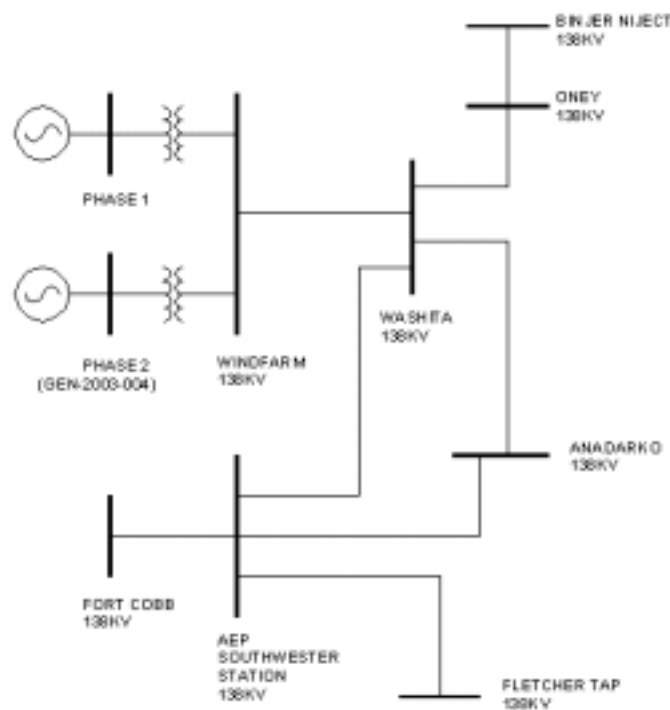 BINJER NIJECT
138KV
ONEY
138KV
PHASE 1
WASHITA
138KV
PHASE 2
(GEN-2003-004)
WINDFARM
138KV
ANADARKO
138KV
FORT COBB
138KV
AEP
SOUTHWESTER
STATION
138KV
FLETCHER TAP
138KV